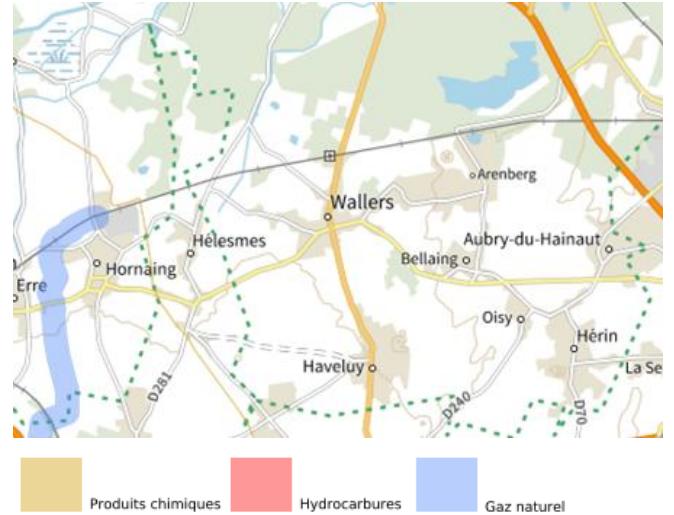 Wallers
Arenberg
Hélesmes
Aubry-du-Hainaut
Hornaing
Bellaing
Erre
Oisy
Hérin
Haveluy
La Se
D281
D240
D70
Produits chimiques
Hydrocarbures
Gaz naturel